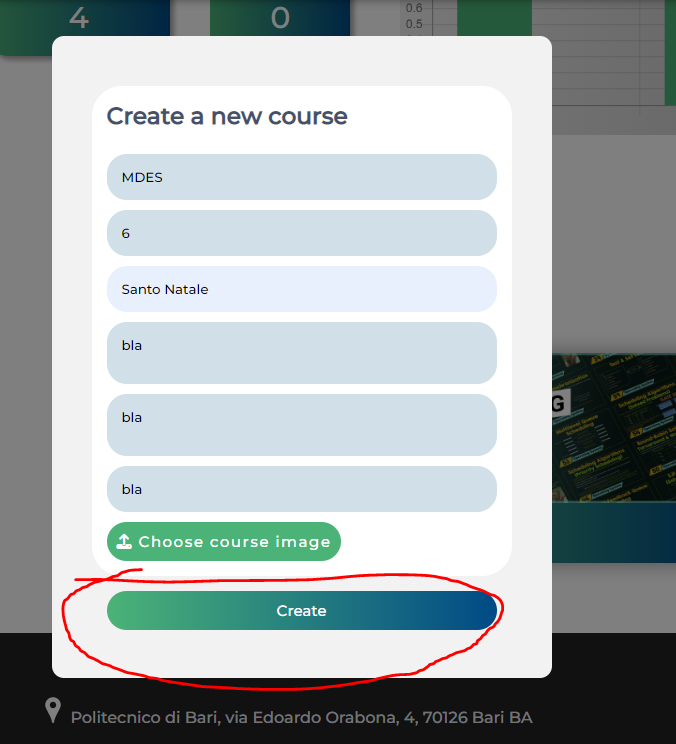 4
0
0.6
0.5
Create a new course
MDES
6
Santo Natale
bla
bla
bla
Choose course image
Create
G
Politecnico di Bari, via Edoardo Orabona, 4, 70126 Bari BA